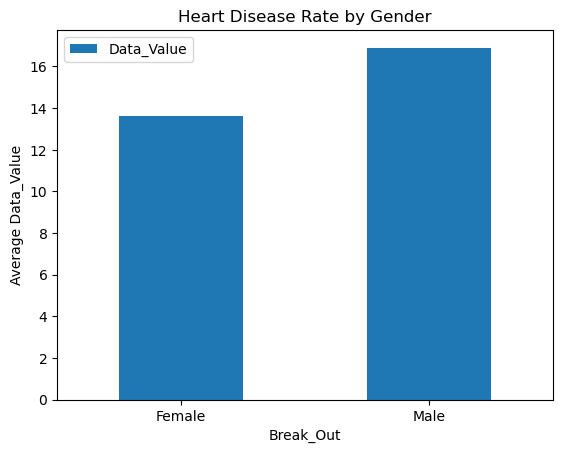 Heart Disease Rate by Gender
Data_Value
16
14
12
10
8
6
4
2
0
Average Data_Value
Female
Male
Break_Out